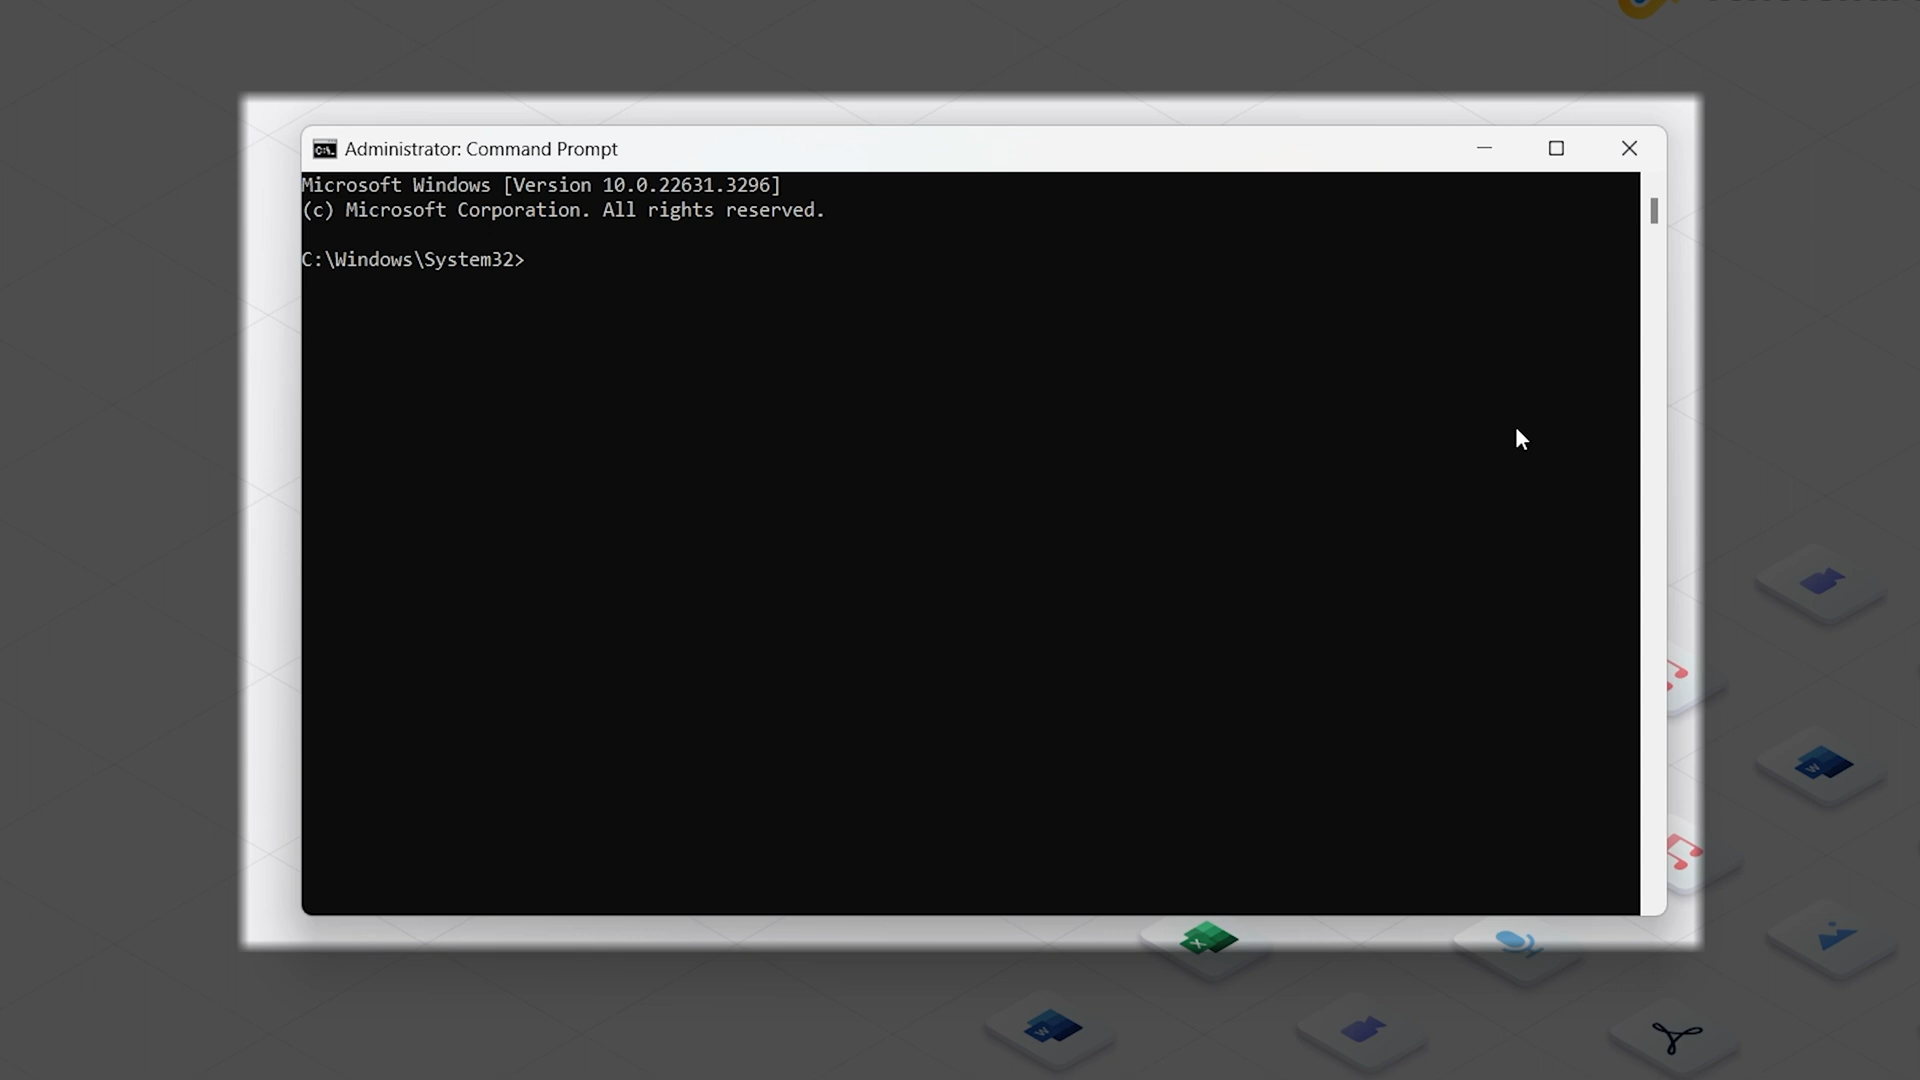 Administrator: Command Prompt
Microsoft Windows [Version 10.0.22631.3296]
(c) Microsoft Corporation. All rights reserved.
C:\Windows\System32>